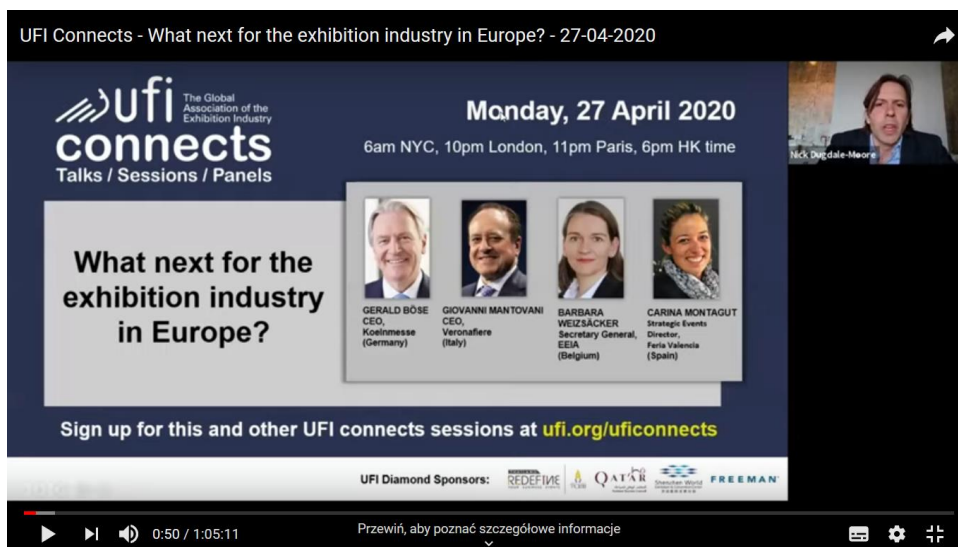 UFI Connects - What next for the exhibition industry in Europe? - 27-04-2020
ufi
The Global
Association of the
Exhibition Industry
connects
Talks / Sessions / Panels
Monday, 27 April 2020
6am NYC, 10pm London, 11pm Paris, 6pm HK time
Nick Dugdale-Moore
What next for the
exhibition industry
in Europe?
GERALD BÖSE
CEO,
Koelnmesse
(Germany)
GIOVANNI MANTOVANI
CEO,
Veronafiere
(Italy)
BARBARA
WEIZSÄCKER
Secretary General,
EEIA
(Belgium)
CARINA MONTAGUT
Strategic Events
Director,
Feria Valencia
(Spain)
Sign up for this and other UFI connects sessions at ufi.org/uficonnects
UFI Diamond Sponsors:
REDEFINE
QATAR
Shenzhen World
FREEMAN
0:50 / 1:05:11
Przewiń, aby poznać szczegółowe informacje